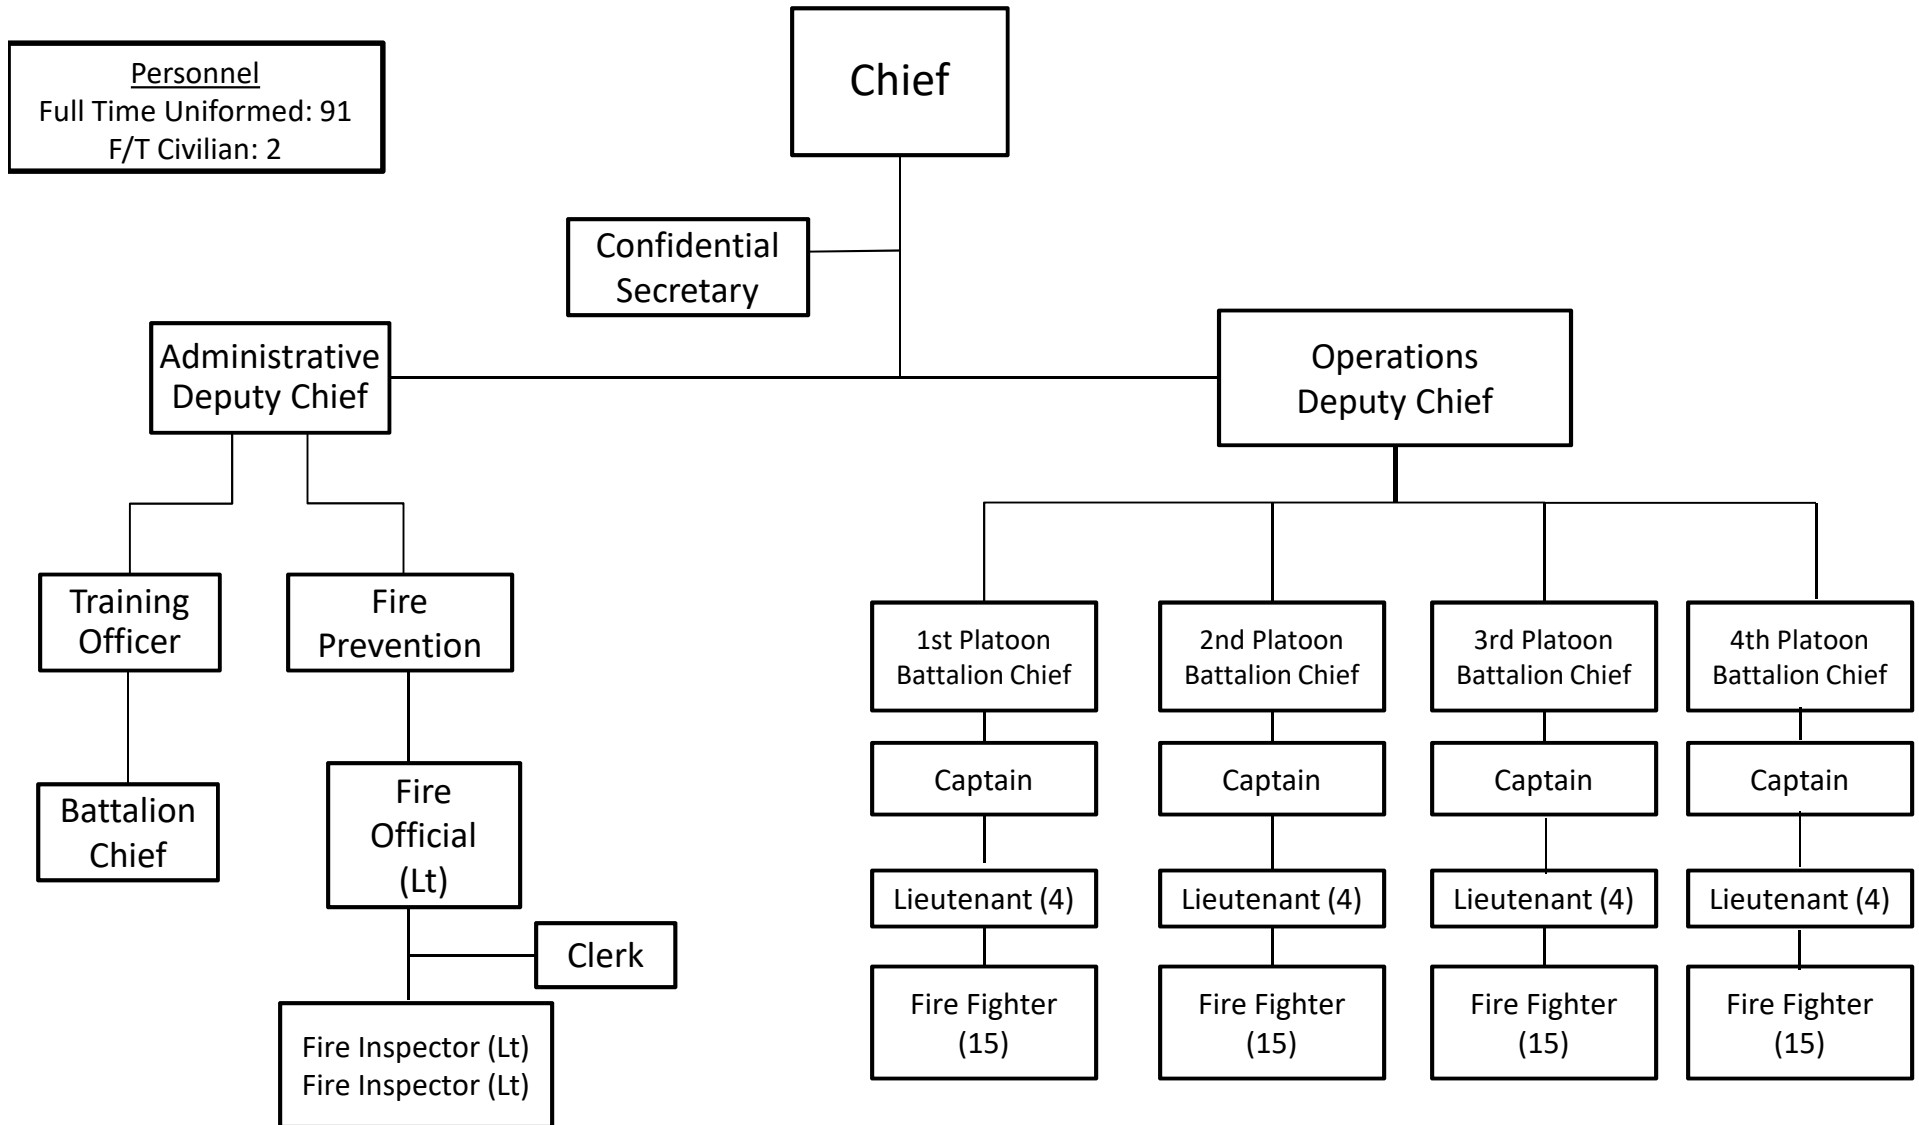 Personnel
Full Time Uniformed: 91
F/T Civilian: 2
Chief
Confidential
Secretary
Administrative
Deputy Chief
Operations
Deputy Chief
Training
Officer
Fire
Prevention
Battalion
Chief
Fire
Official
(Lt)
Clerk
Fire Inspector (Lt)
Fire Inspector (Lt)
1st Platoon
Battalion Chief
Captain
Lieutenant (4)
Fire Fighter
(15)
2nd Platoon
Battalion Chief
Captain
Lieutenant (4)
Fire Fighter
(15)
3rd Platoon
Battalion Chief
Captain
Lieutenant (4)
Fire Fighter
(15)
4th Platoon
Battalion Chief
Captain
Lieutenant (4)
Fire Fighter
(15)